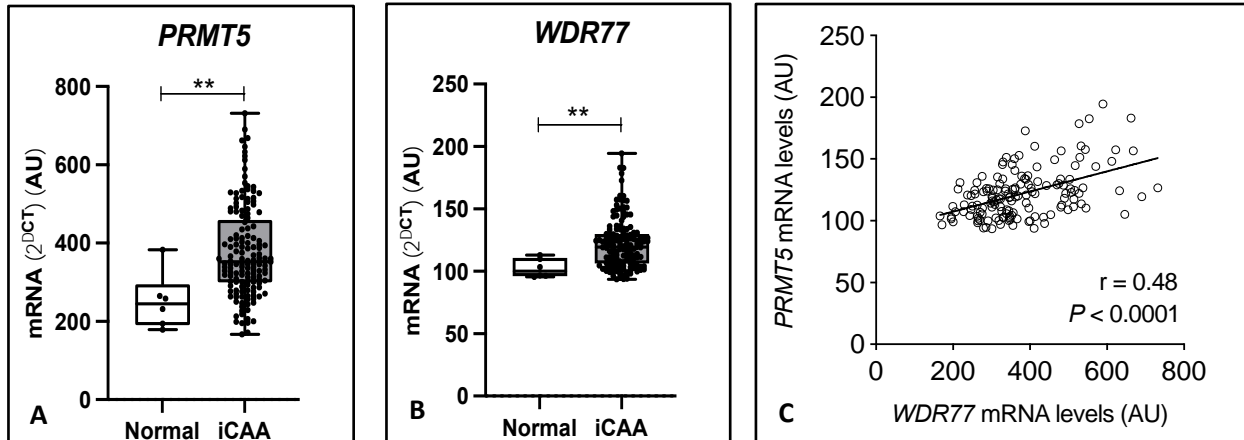 PRMT5
mRNA (2^DCT) (AU)
800
600
400
200
0
**
Normal
iCAA
A
WDR77
mRNA (2^DCT) (AU)
250
200
150
100
50
0
**
Normal
iCAA
B
PRMT5 mRNA levels (AU)
250
200
150
100
50
0
r = 0.48
P < 0.0001
0 200 400 600 800
WDR77 mRNA levels (AU)
C